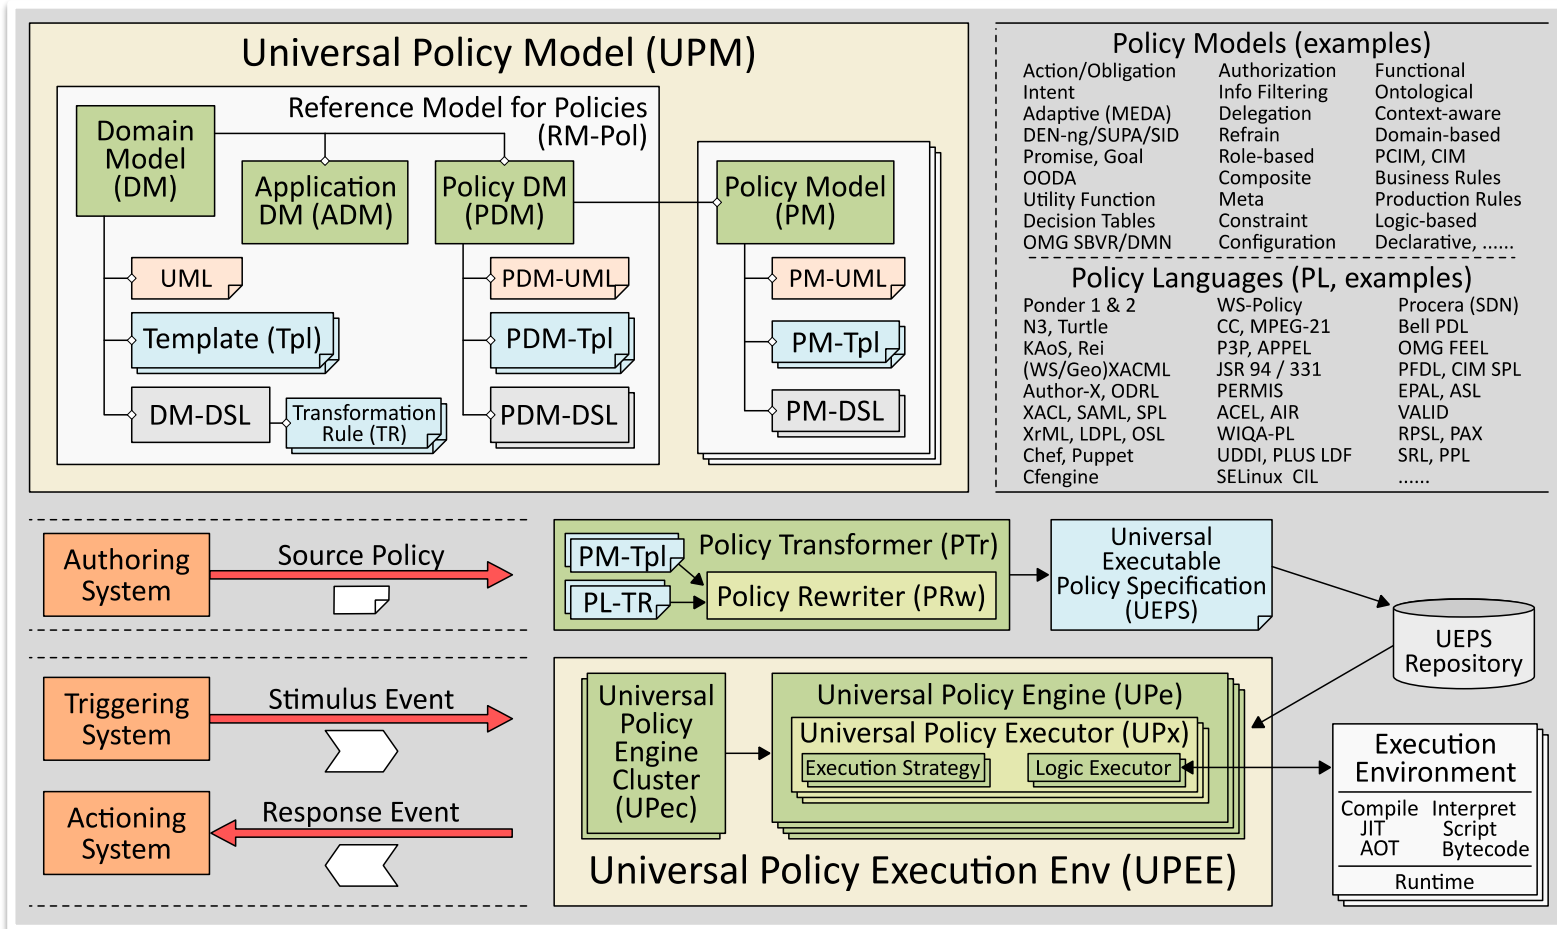 Universal Policy Model (UPM)
Reference Model for Policies
(RM-Pol)
Domain
Model
(DM)
Application
DM (ADM)
Policy DM
(PDM)
Policy Model
(PM)
UML
PDM-UML
PM-UML
Template (Tpl)
PDM-Tpl
PM-Tpl
DM-DSL
Transformation
Rule (TR)
PDM-DSL
PM-DSL
Policy Models (examples)
Action/Obligation Authorization Functional
Intent Info Filtering Ontological
Adaptive (MEDA) Delegation Context-aware
DEN-ng/SUPA/SID Refrain Domain-based
Promise, Goal Role-based PCIM, CIM
OODA Composite Business Rules
Utility Function Meta Production Rules
Decision Tables Constraint Logic-based
OMG SBVR/DMN Configuration Declarative, ......
Policy Languages (PL, examples)
Ponder 1 & 2 WS-Policy Procera (SDN)
N3, Turtle CC, MPEG-21 Bell PDL
KAoS, Rei P3P, APPEL OMG FEEL
(WS/Geo)XACML JSR 94 / 331 PFDL, CIM SPL
Author-X, ODRL PERMIS EPAL, ASL
XACL, SAML, SPL ACEL, AIR VALID
XrML, LDPL, OSL WIQA-PL RPSL, PAX
Chef, Puppet UDDI, PLUS LDF SRL, PPL
Cfengine SELinux CIL ......
Authoring
System
Source Policy
PM-Tpl
PL-TR
Policy Transformer (PTr)
Policy Rewriter (PRw)
Universal
Executable
Policy Specification
(UEPS)
UEPS
Repository
Triggering
System
Stimulus Event
Actioning
System
Response Event
Universal
Policy
Engine
Cluster
(UPec)
Universal Policy Engine (UPe)
Universal Policy Executor (UPx)
Execution Strategy
Logic Executor
Universal Policy Execution Env (UPEE)
Execution
Environment
Compile Interpret
JIT Script
AOT Bytecode
Runtime